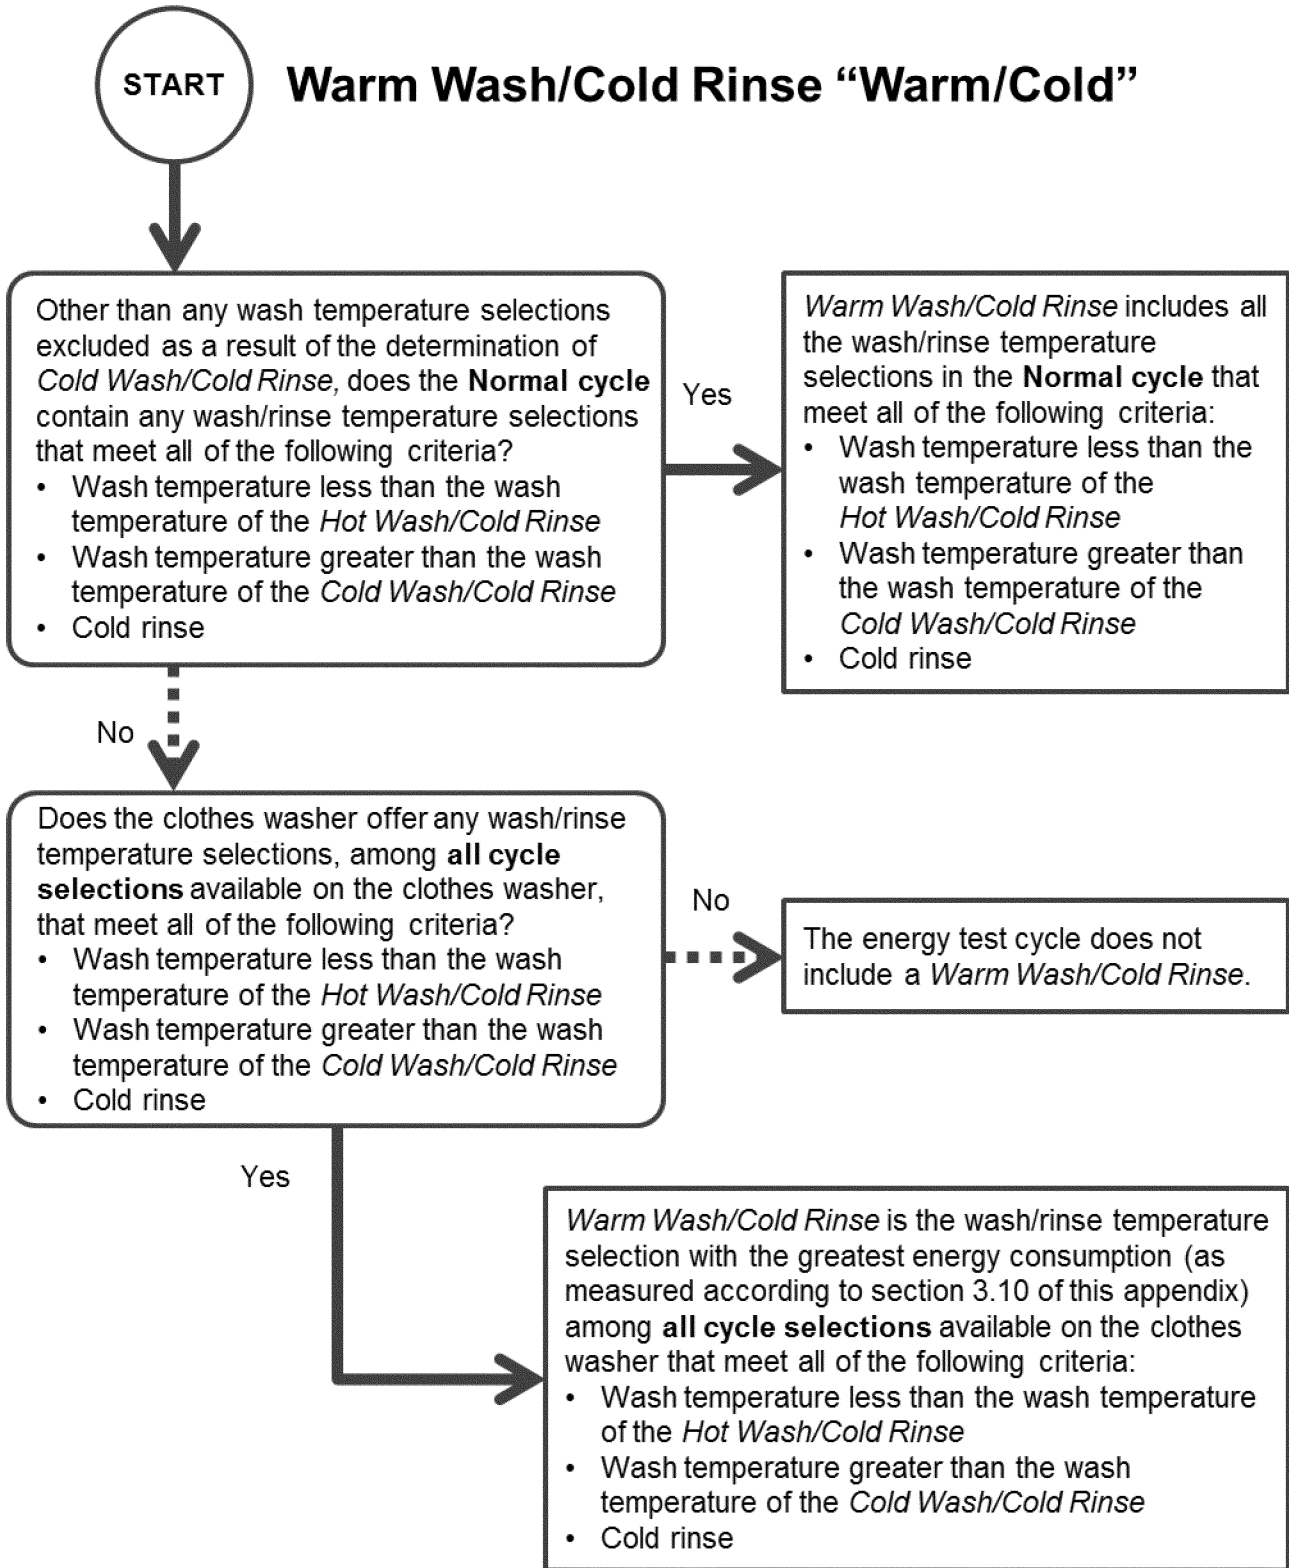 START
Warm Wash/Cold Rinse “Warm/Cold”
Other than any wash temperature selections
excluded as a result of the determination of
Cold Wash/Cold Rinse, does the Normal cycle
contain any wash/rinse temperature selections
that meet all of the following criteria?
• Wash temperature less than the wash
temperature of the Hot Wash/Cold Rinse
• Wash temperature greater than the wash
temperature of the Cold Wash/Cold Rinse
• Cold rinse
Yes
Warm Wash/Cold Rinse includes all
the wash/rinse temperature
selections in the Normal cycle that
meet all of the following criteria:
• Wash temperature less than the
wash temperature of the
Hot Wash/Cold Rinse
• Wash temperature greater than
the wash temperature of the
Cold Wash/Cold Rinse
• Cold rinse
No
Does the clothes washer offer any wash/rinse
temperature selections, among all cycle
selections available on the clothes washer,
that meet all of the following criteria?
• Wash temperature less than the wash
temperature of the Hot Wash/Cold Rinse
• Wash temperature greater than the wash
temperature of the Cold Wash/Cold Rinse
• Cold rinse
No
The energy test cycle does not
include a Warm Wash/Cold Rinse.
Yes
Warm Wash/Cold Rinse is the wash/rinse temperature
selection with the greatest energy consumption (as
measured according to section 3.10 of this appendix)
among all cycle selections available on the clothes
washer that meet all of the following criteria:
• Wash temperature less than the wash temperature
of the Hot Wash/Cold Rinse
• Wash temperature greater than the wash
temperature of the Cold Wash/Cold Rinse
• Cold rinse